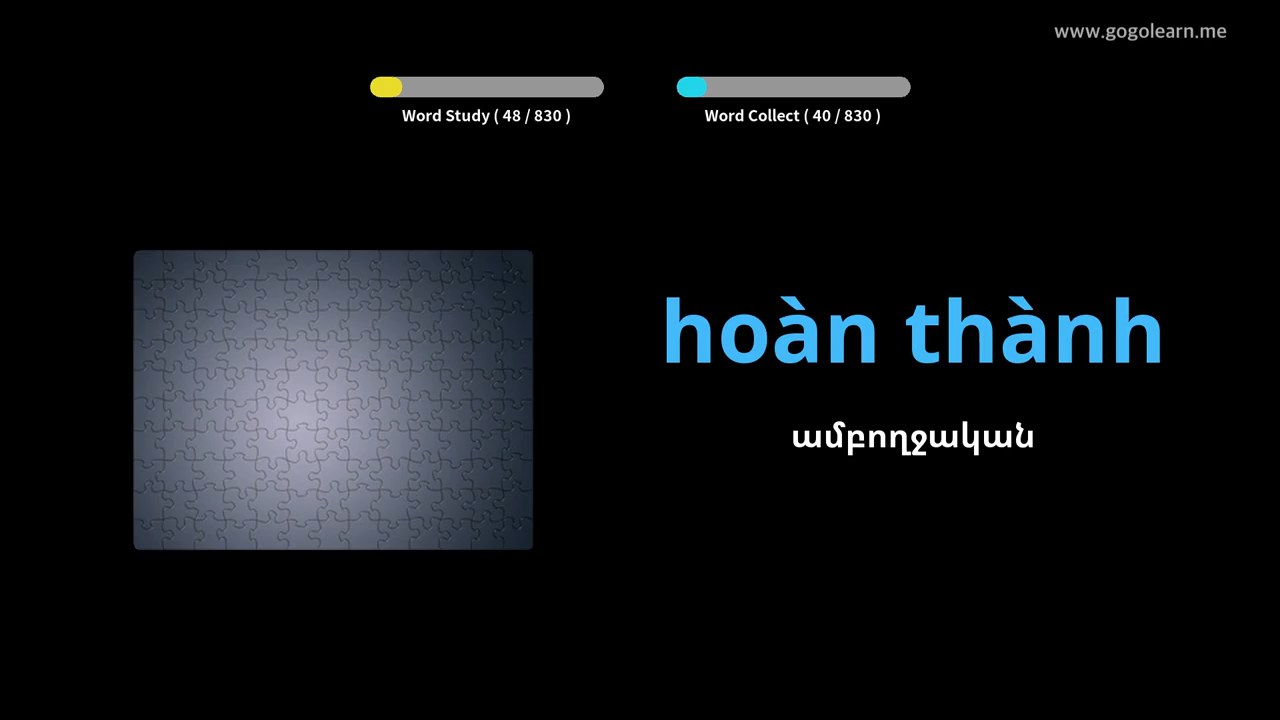 www.gogolearn.me
Word Study ( 48 / 830 )
Word Collect ( 40 / 830 )
hoàn thành
ամբողջական